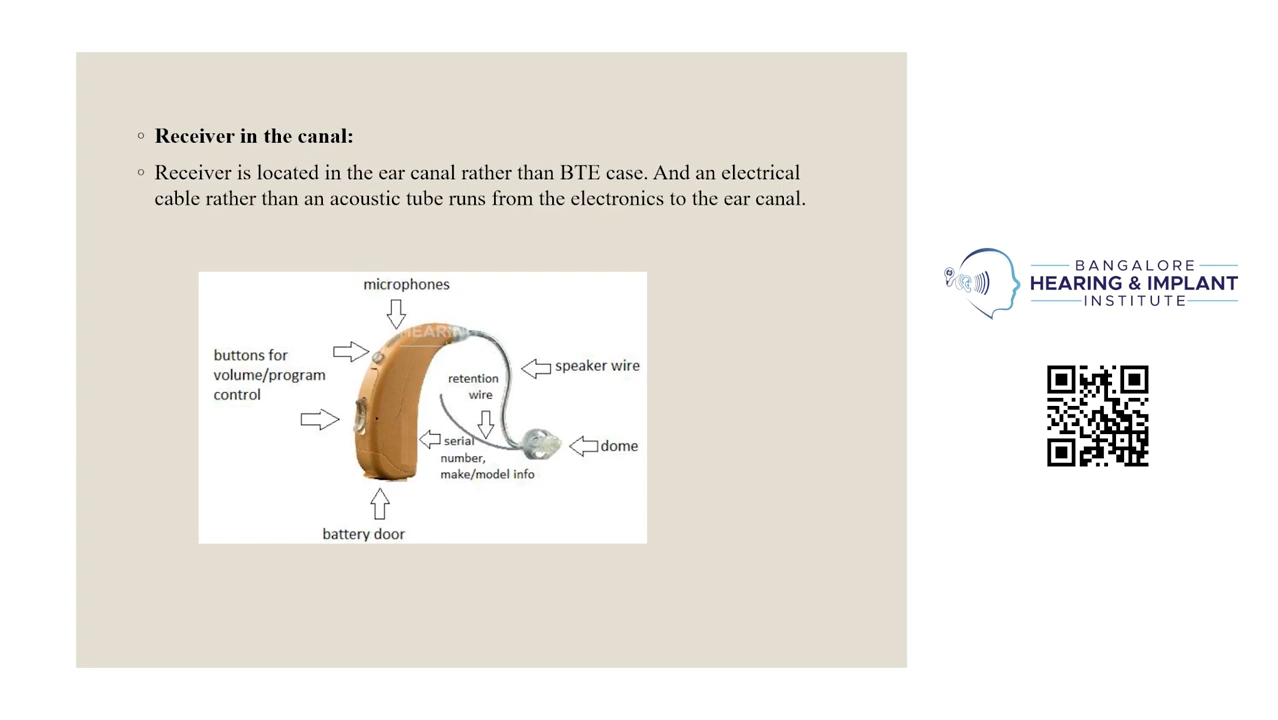 Receiver in the canal:
Receiver is located in the ear canal rather than BTE case. And an electrical
cable rather than an acoustic tube runs from the electronics to the ear canal.
microphones
HEARIN
buttons for
volume/program
control
speaker wire
retention
wire
serial
number,
make/model info
dome
battery door
BANGALORE
HEARING & IMPLANT
INSTITUTE